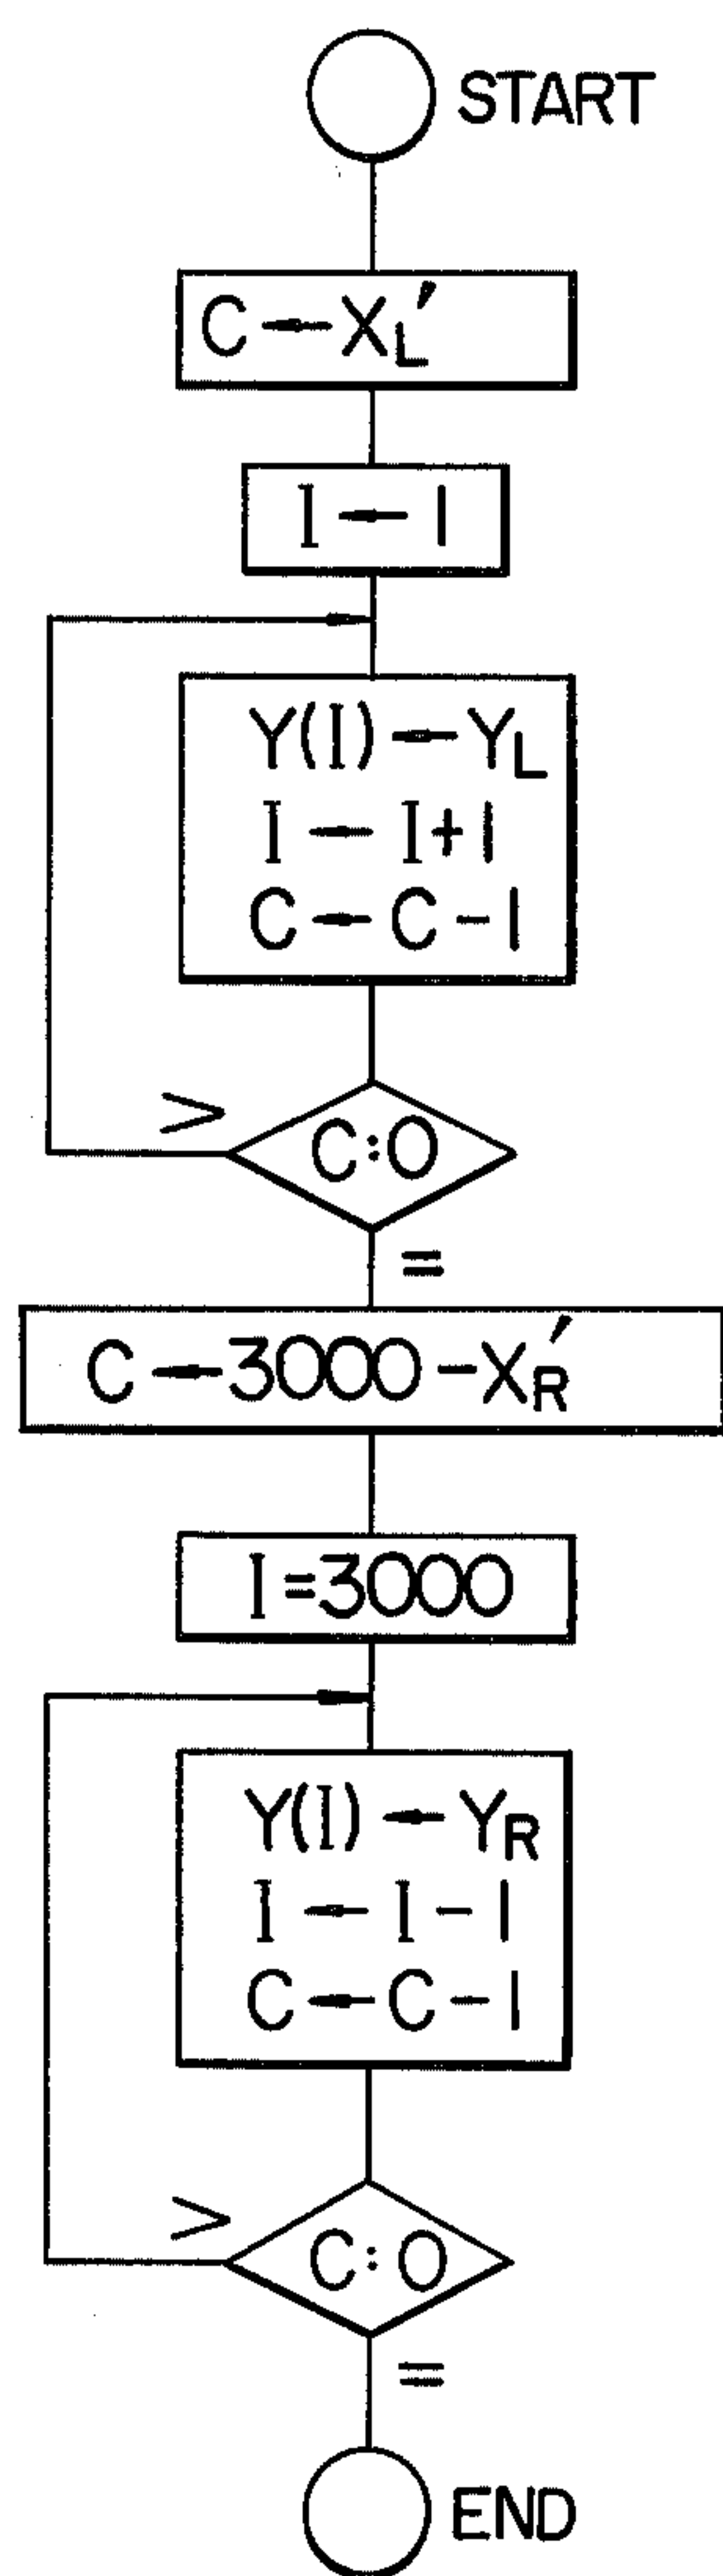 START
C←X_L'
I←1
Y(I)←Y_L
I←I+1
C←C-1
>
C:0
=
C←3000-X_R'
I=3000
Y(I)←Y_R
I←I-1
C←C-1
>
C:0
=
END